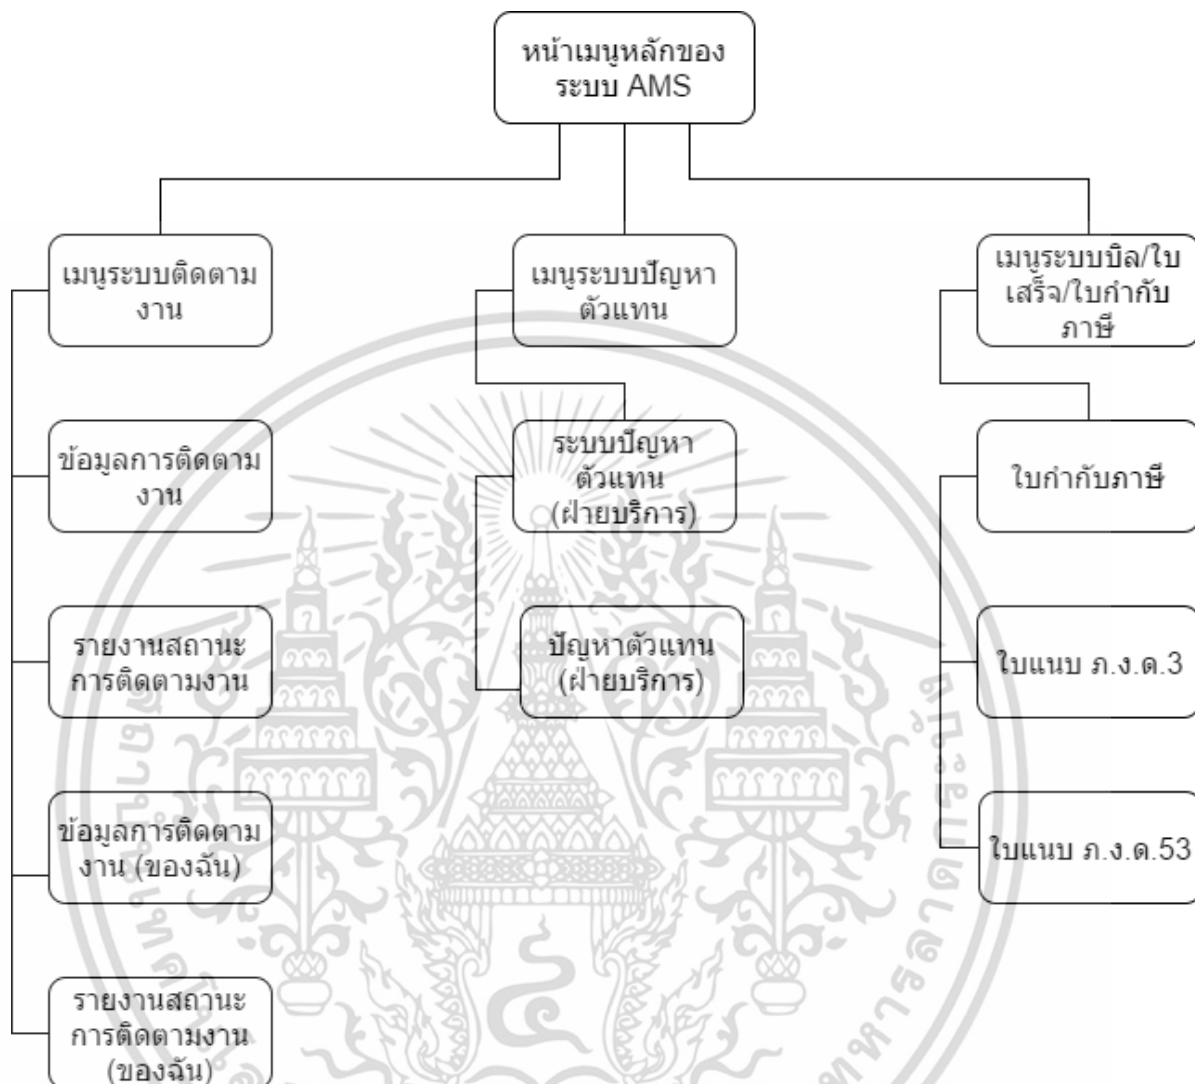 หน้าเมนูหลักของ
ระบบ AMS
เมนูระบบติดตาม
งาน
เมนูระบบปัญหา
ตัวแทน
เมนูระบบบิล/ใบ
เสร็จ/ใบกำกับ
ภาษี
ข้อมูลการติดตาม
งาน
ระบบปัญหา
ตัวแทน
(ฝ่ายบริการ)
ใบกำกับภาษี
รายงานสถานะ
การติดตามงาน
ปัญหาตัวแทน
(ฝ่ายบริการ)
ใบแนบ ภ.ง.ด.3
ข้อมูลการติดตาม
งาน (ของฉัน)
ใบแนบ ภ.ง.ด.53
รายงานสถานะ
การติดตามงาน
(ของฉัน)